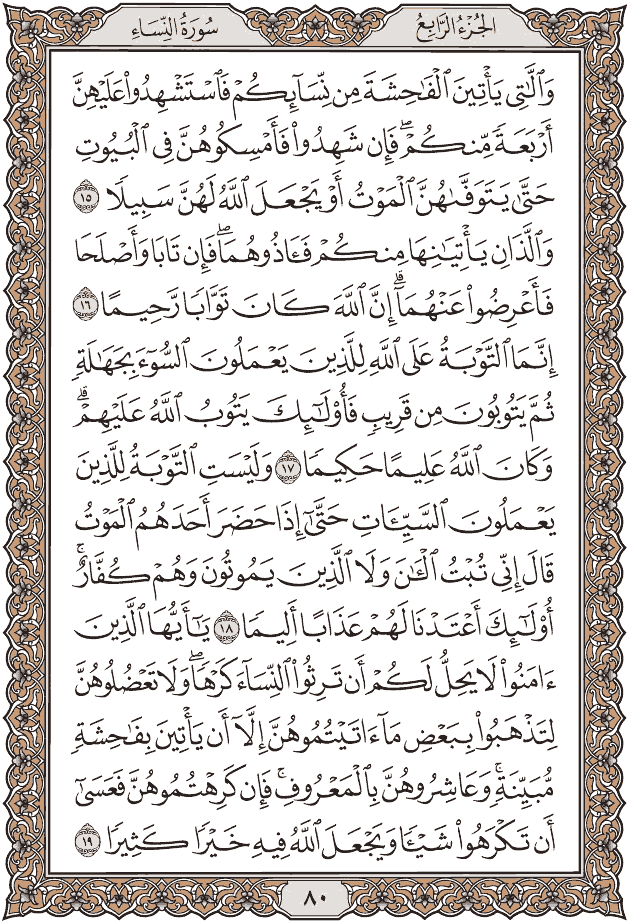 الجُزْءُ الرَّابِعُ
سُورَةُ النِّسَاءِ
وَٱلَّٰتِي يَأۡتِينَ ٱلۡفَٰحِشَةَ مِن نِّسَآئِكُمۡ فَٱسۡتَشۡهِدُواْ عَلَيۡهِنَّ
أَرۡبَعَةٗ مِّنكُمۡۖ فَإِن شَهِدُواْ فَأَمۡسِكُوهُنَّ فِي ٱلۡبُيُوتِ
حَتَّىٰ يَتَوَفَّىٰهُنَّ ٱلۡمَوۡتُ أَوۡ يَجۡعَلَ ٱللَّهُ لَهُنَّ سَبِيلٗا ١٥
وَٱلَّذَانِ يَأۡتِيَٰنِهَا مِنكُمۡ فَـَٔاذُوهُمَاۖ فَإِن تَابَا وَأَصۡلَحَا
فَأَعۡرِضُواْ عَنۡهُمَآۗ إِنَّ ٱللَّهَ كَانَ تَوَّابٗا رَّحِيمًا ١٦
إِنَّمَا ٱلتَّوۡبَةُ عَلَى ٱللَّهِ لِلَّذِينَ يَعۡمَلُونَ ٱلسُّوٓءَ بِجَهَٰلَةٖ
ثُمَّ يَتُوبُونَ مِن قَرِيبٖ فَأُوْلَٰٓئِكَ يَتُوبُ ٱللَّهُ عَلَيۡهِمۡۗ
وَكَانَ ٱللَّهُ عَلِيمًا حَكِيمٗا ١٧ وَلَيۡسَتِ ٱلتَّوۡبَةُ لِلَّذِينَ
يَعۡمَلُونَ ٱلسَّيِّـَٔاتِ حَتَّىٰٓ إِذَا حَضَرَ أَحَدَهُمُ ٱلۡمَوۡتُ
قَالَ إِنِّي تُبۡتُ ٱلۡـَٰٔنَ وَلَا ٱلَّذِينَ يَمُوتُونَ وَهُمۡ كُفَّارٌۚ
أُوْلَٰٓئِكَ أَعۡتَدۡنَا لَهُمۡ عَذَابًا أَلِيمٗا ١٨ يَٰٓأَيُّهَا ٱلَّذِينَ
ءَامَنُواْ لَا يَحِلُّ لَكُمۡ أَن تَرِثُواْ ٱلنِّسَآءَ كَرۡهٗاۖ وَلَا تَعۡضُلُوهُنَّ
لِتَذۡهَبُواْ بِبَعۡضِ مَآ ءَاتَيۡتُمُوهُنَّ إِلَّآ أَن يَأۡتِينَ بِفَٰحِشَةٖ
مُّبَيِّنَةٖۚ وَعَاشِرُوهُنَّ بِٱلۡمَعۡرُوفِۚ فَإِن كَرِهۡتُمُوهُنَّ فَعَسَىٰٓ
أَن تَكۡرَهُواْ شَيۡـٔٗا وَيَجۡعَلَ ٱللَّهُ فِيهِ خَيۡرٗا كَثِيرٗا ١٩
٨٠